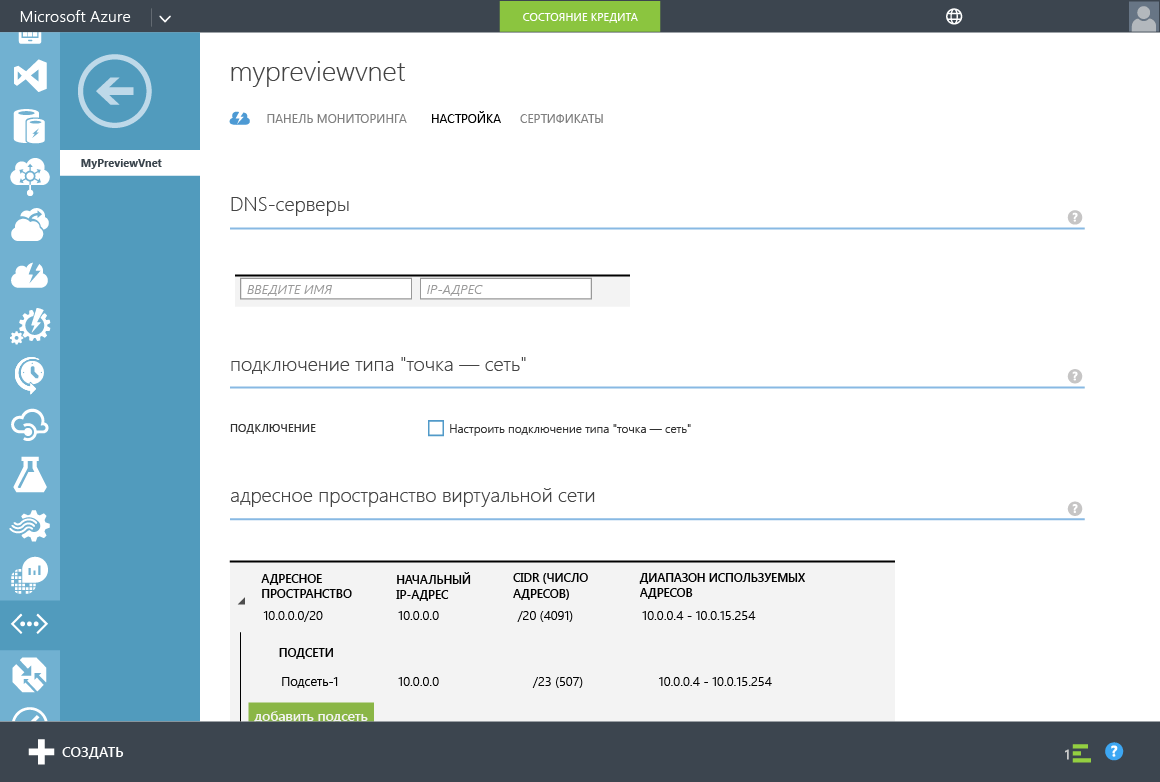 Microsoft Azure
СОСТОЯНИЕ КРЕДИТА
mypreviewvnet
ПАНЕЛЬ МОНИТОРИНГА НАСТРОЙКА СЕРТИФИКАТЫ
MyPreviewVnet
DNS-серверы
?
ВВЕДИТЕ ИМЯ IP-АДРЕС
подключение типа "точка — сеть"
?
ПОДКЛЮЧЕНИЕ Настроить подключение типа "точка — сеть"
адресное пространство виртуальной сети
?
АДРЕСНОЕ ПРОСТРАНСТВО НАЧАЛЬНЫЙ IP-АДРЕС CIDR (ЧИСЛО АДРЕСОВ) ДИАПАЗОН ИСПОЛЬЗУЕМЫХ АДРЕСОВ
10.0.0.0/20 10.0.0.0 /20 (4091) 10.0.0.4 - 10.0.15.254
ПОДСЕТИ
Подсеть-1 10.0.0.0 /23 (507) 10.0.0.4 - 10.0.15.254
добавить подсеть
СОЗДАТЬ 1 ?